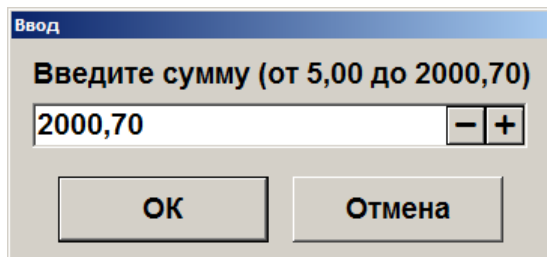 Ввод
Введите сумму (от 5,00 до 2000,70)
2000,70 − +
ОК Отмена